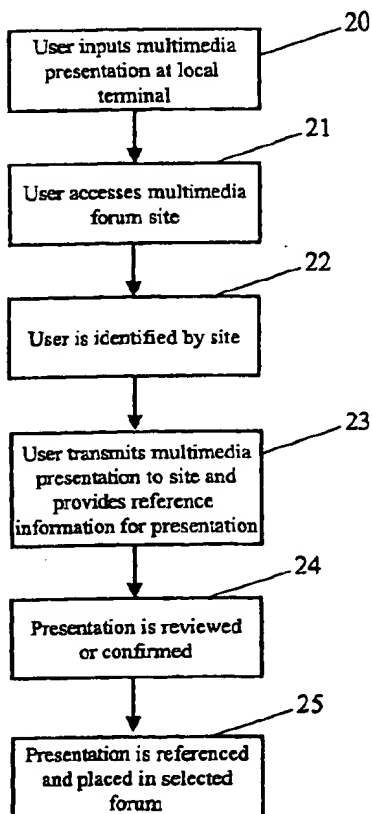 20
User inputs multimedia
presentation at local
terminal
21
User accesses multimedia
forum site
22
User is identified by site
23
User transmits multimedia
presentation to site and
provides reference
information for presentation
24
Presentation is reviewed
or confirmed
25
Presentation is referenced
and placed in selected
forum